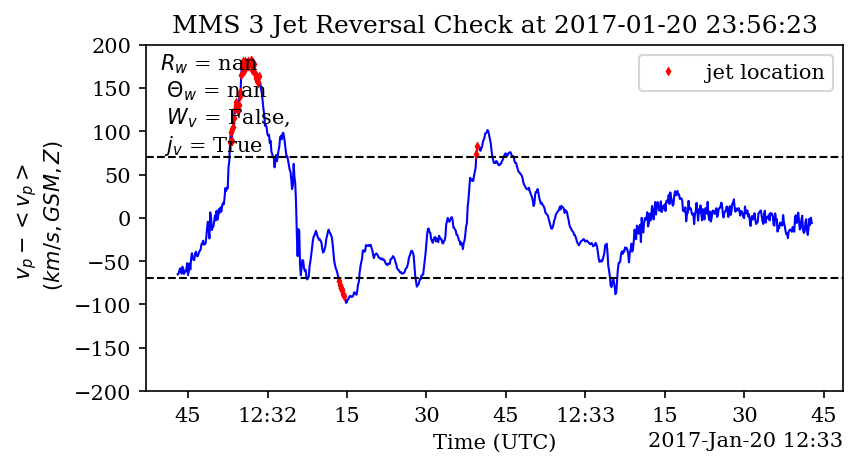 MMS 3 Jet Reversal Check at 2017-01-20 23:56:23
200
150
100
50
0
−50
−100
−150
−200
v_p − <v_p>
(km/s, GSM, Z)
R_w = nan
Θ_w = nan
W_v = False,
j_v = True
jet location
45 12:32 15 30 45 12:33 15 30 45
Time (UTC)
2017-Jan-20 12:33